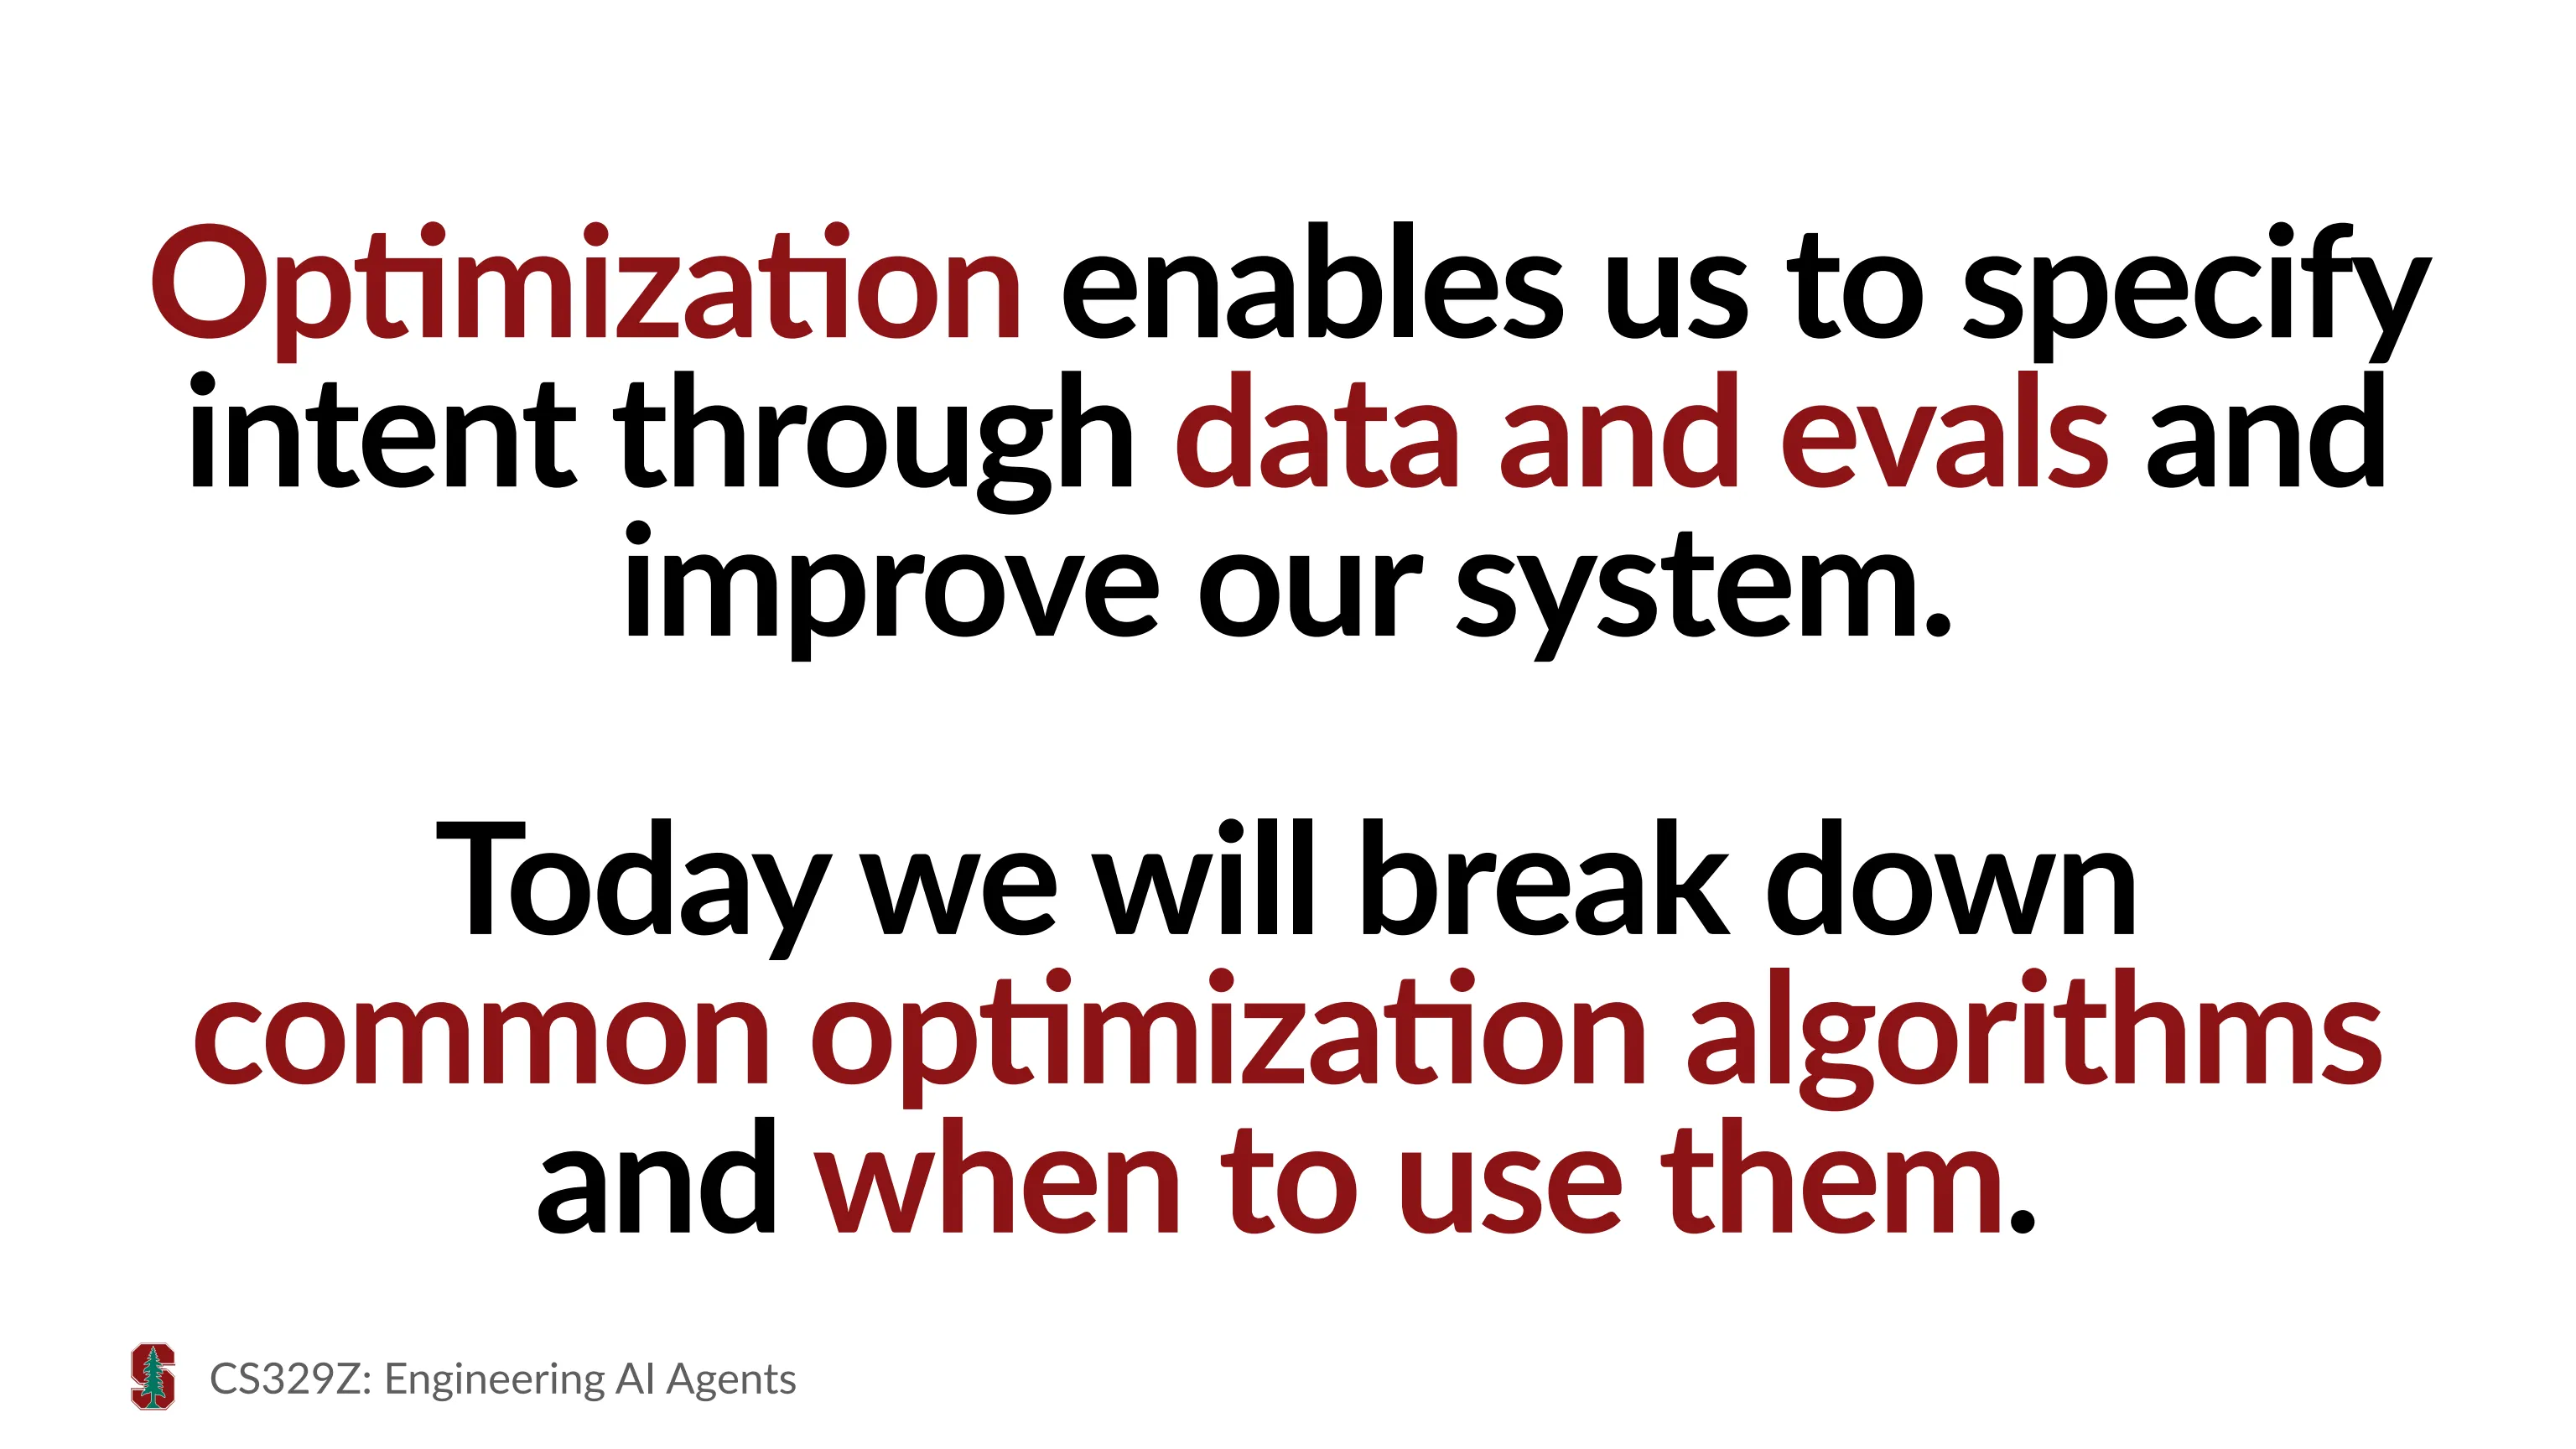 Optimization enables us to specify
intent through data and evals and
improve our system.
Today we will break down
common optimization algorithms
and when to use them.
CS329Z: Engineering AI Agents